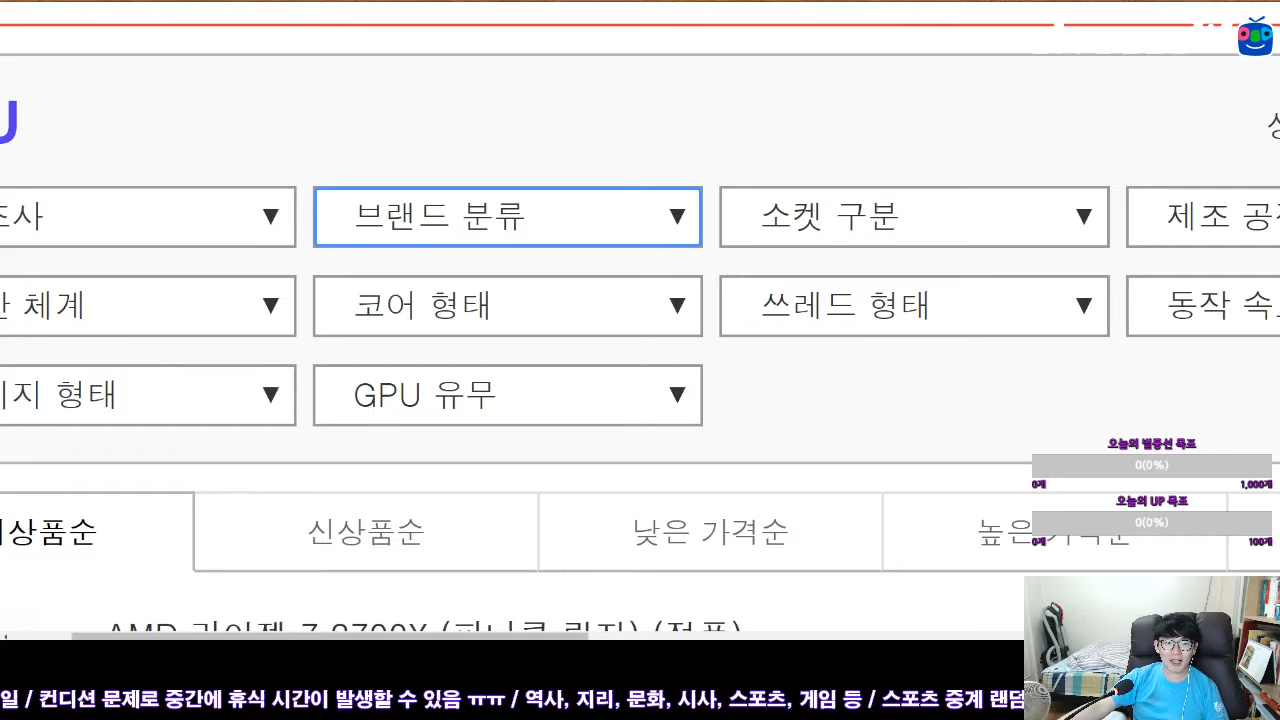 U
조사
브랜드 분류
소켓 구분
제조 공정
체계
코어 형태
쓰레드 형태
동작 속
지 형태
GPU 유무
상품순
신상품순
낮은 가격순
높은 가격순
AMD 라이젠 7 2700X (피나클 릿지) (정품)
오늘의 별풍선 목표
0(0%)
0개 1,000개
오늘의 UP 목표
0(0%)
0개 100개
일 / 컨디션 문제로 중간에 휴식 시간이 발생할 수 있음 ㅠㅠ / 역사, 지리, 문화, 시사, 스포츠, 게임 등 / 스포츠 중계 랜덤